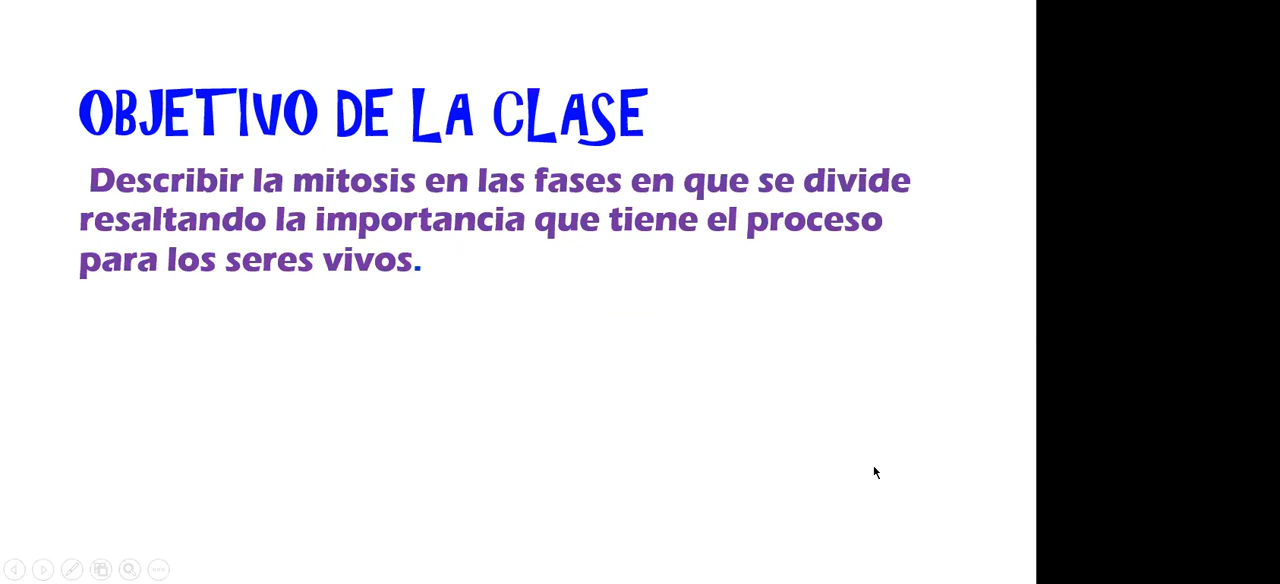 OBJETIVO DE LA CLASE
Describir la mitosis en las fases en que se divide
resaltando la importancia que tiene el proceso
para los seres vivos.